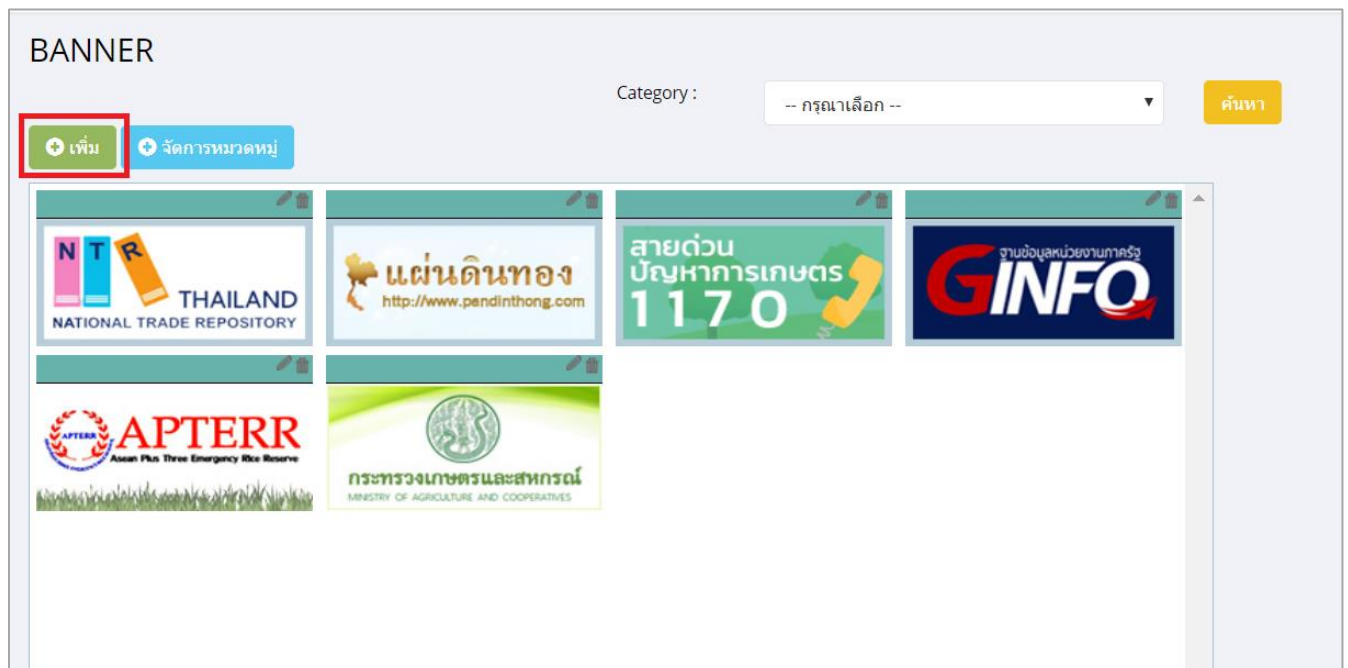 BANNER
Category :
-- กรุณาเลือก --
ค้นหา
เพิ่ม
จัดการหมวดหมู่
N T R
THAILAND
NATIONAL TRADE REPOSITORY
แผ่นดินทอง
http://www.pendinthong.com
สายด่วน
ปัญหาการเกษตร
1170
ฐานข้อมูลหน่วยงานภาครัฐ
GINFO
APTERR
APTERR
Asean Plus Three Emergency Rice Reserve
กระทรวงเกษตรและสหกรณ์
MINISTRY OF AGRICULTURE AND COOPERATIVES